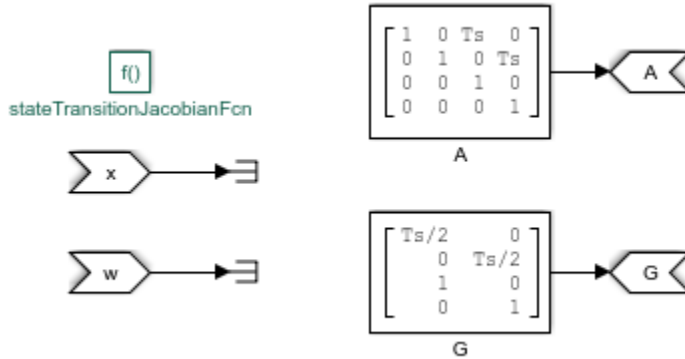 f()
stateTransitionJacobianFcn
x
w
1 0 Ts 0
0 1 0 Ts
0 0 1 0
0 0 0 1
A
A
Ts/2 0
0 Ts/2
1 0
0 1
G
G